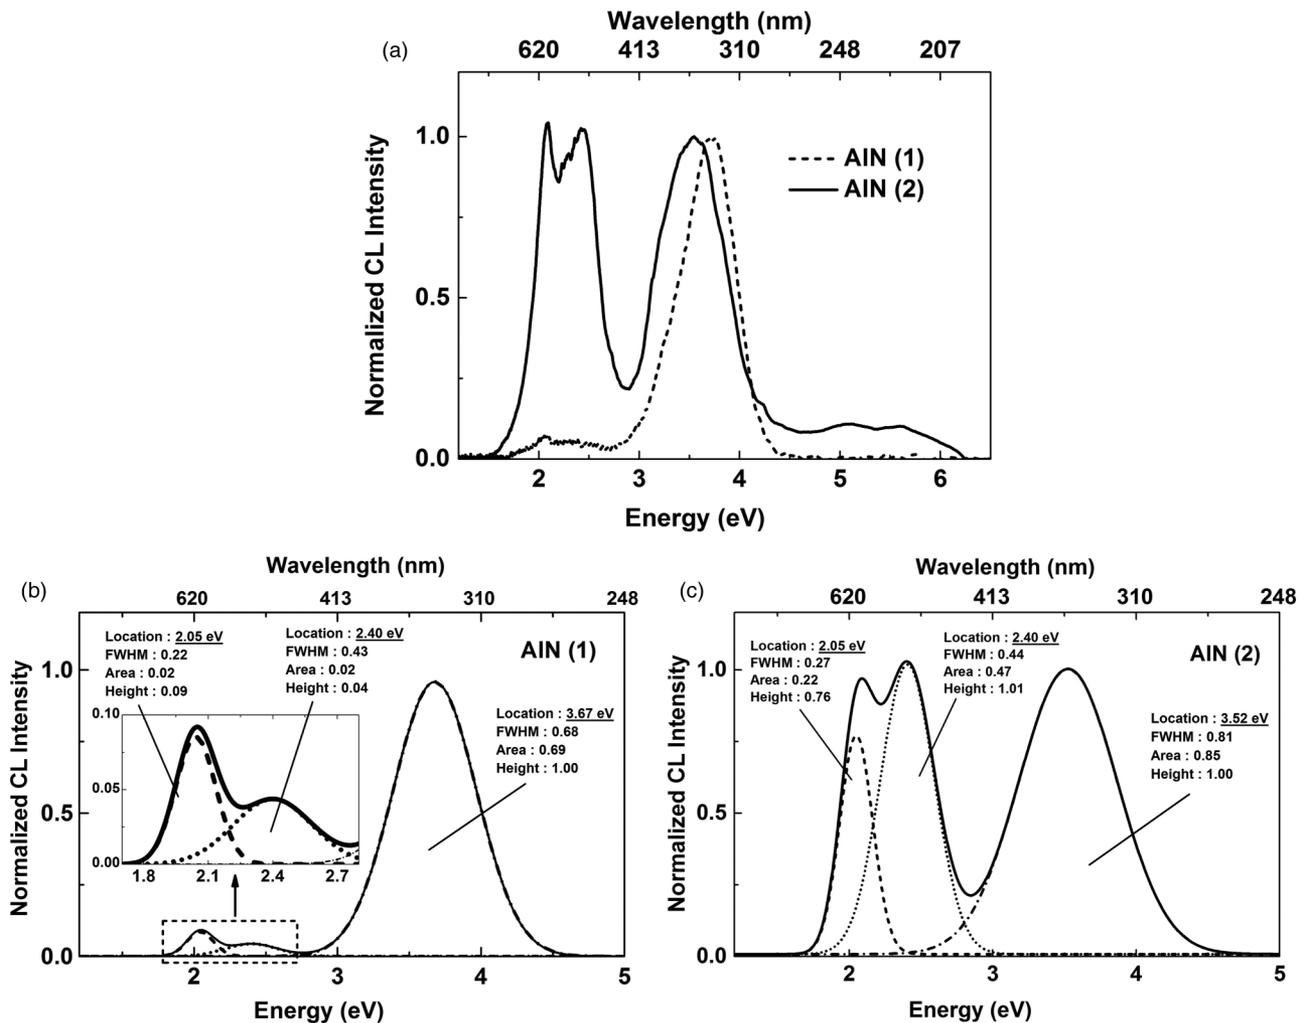 Wavelength (nm)
(a)
620 413 310 248 207
1.0
0.5
0.0
Normalized CL Intensity
AlN (1)
AlN (2)
2 3 4 5 6
Energy (eV)
(b)
Wavelength (nm)
620 413 310 248
Location : 2.05 eV
FWHM : 0.22
Area : 0.02
Height : 0.09
Location : 2.40 eV
FWHM : 0.43
Area : 0.02
Height : 0.04
AlN (1)
Location : 3.67 eV
FWHM : 0.68
Area : 0.69
Height : 1.00
1.0
0.5
0.0
Normalized CL Intensity
0.10
0.05
0.00
1.8 2.1 2.4 2.7
2 3 4 5
Energy (eV)
(c)
Wavelength (nm)
620 413 310 248
Location : 2.05 eV
FWHM : 0.27
Area : 0.22
Height : 0.76
Location : 2.40 eV
FWHM : 0.44
Area : 0.47
Height : 1.01
AlN (2)
Location : 3.52 eV
FWHM : 0.81
Area : 0.85
Height : 1.00
1.0
0.5
0.0
Normalized CL Intensity
2 3 4 5
Energy (eV)